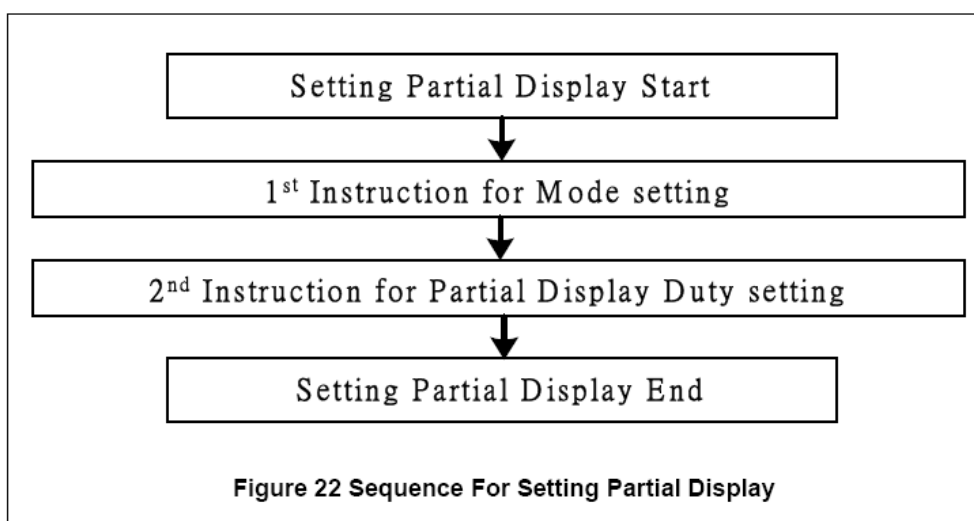 Setting Partial Display Start
1st Instruction for Mode setting
2nd Instruction for Partial Display Duty setting
Setting Partial Display End
Figure 22 Sequence For Setting Partial Display